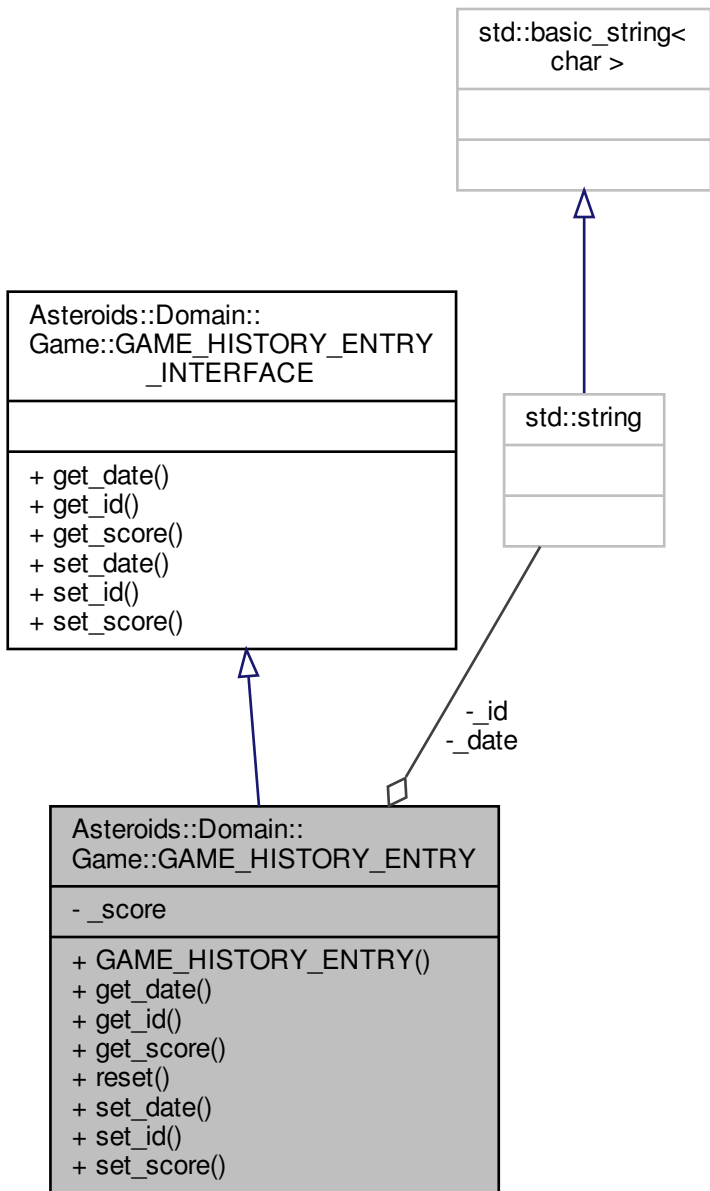 std::basic_string<
char >
Asteroids::Domain::
Game::GAME_HISTORY_ENTRY
_INTERFACE
+ get_date()
+ get_id()
+ get_score()
+ set_date()
+ set_id()
+ set_score()
std::string
-_id
-_date
Asteroids::Domain::
Game::GAME_HISTORY_ENTRY
- _score
+ GAME_HISTORY_ENTRY()
+ get_date()
+ get_id()
+ get_score()
+ reset()
+ set_date()
+ set_id()
+ set_score()